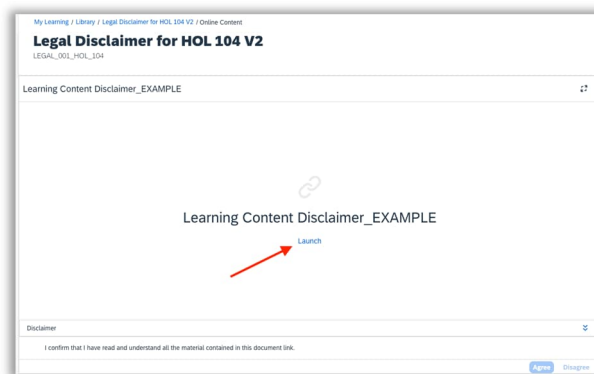 My Learning / Library / Legal Disclaimer for HOL 104 V2 / Online Content
Legal Disclaimer for HOL 104 V2
LEGAL_001_HOL_104
Learning Content Disclaimer_EXAMPLE
Learning Content Disclaimer_EXAMPLE
Launch
Disclaimer
I confirm that I have read and understand all the material contained in this document link.
Agree Disagree